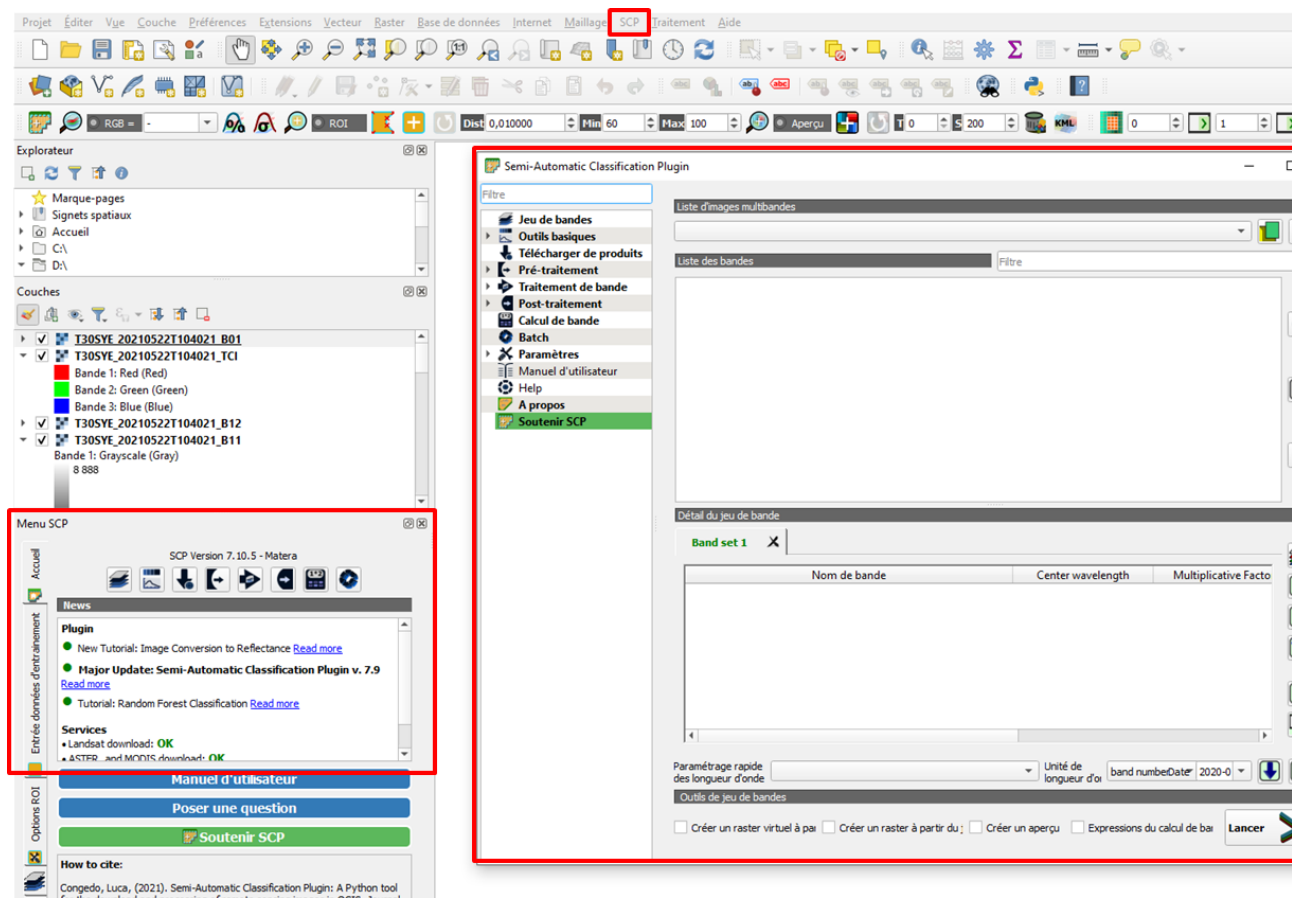 Projet Éditer Vue Couche Préférences Extensions Vecteur Raster Base de données Internet Maillage SCP Traitement Aide
RGB = - ROI Dist 0,010000 Min 60 Max 100 Aperçu T 0 S 200 KML 0 1
Explorateur
Marque-pages
Signets spatiaux
Accueil
C:\
D:\
Couches
T30SYE_20210522T104021_B01
T30SYE_20210522T104021_TCI
Bande 1: Red (Red)
Bande 2: Green (Green)
Bande 3: Blue (Blue)
T30SYE_20210522T104021_B12
T30SYE_20210522T104021_B11
Bande 1: Grayscale (Gray)
8 888
Menu SCP
Accueil
Entrée données d'entrainement
Options ROI
SCP Version 7.10.5 - Matera
News
Plugin
New Tutorial: Image Conversion to Reflectance Read more
Major Update: Semi-Automatic Classification Plugin v. 7.9
Read more
Tutorial: Random Forest Classification Read more
Services
• Landsat download: OK
• ASTER and MODIS download: OK
Manuel d'utilisateur
Poser une question
Soutenir SCP
How to cite:
Congedo, Luca, (2021). Semi-Automatic Classification Plugin: A Python tool
Semi-Automatic Classification Plugin
Filtre
Jeu de bandes
Outils basiques
Télécharger de produits
Pré-traitement
Traitement de bande
Post-traitement
Calcul de bande
Batch
Paramètres
Manuel d'utilisateur
Help
A propos
Soutenir SCP
Liste d'images multibandes
Liste des bandes
Filtre
Détail du jeu de bande
Band set 1
Nom de bande Center wavelength Multiplicative Facto
Paramétrage rapide
des longueur d'onde
Unité de
longueur d'o
band number Date 2020-0
Outils de jeu de bandes
Créer un raster virtuel à pa Créer un raster à partir du j Créer un aperçu Expressions du calcul de ba Lancer